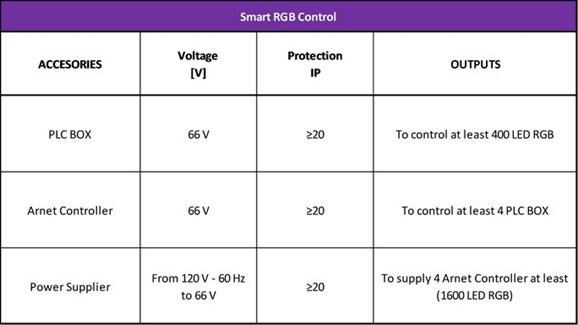 Smart RGB Control
ACCESORIES
Voltage
[V]
Protection
IP
OUTPUTS
PLC BOX
66 V
≥20
To control at least 400 LED RGB
Arnet Controller
66 V
≥20
To control at least 4 PLC BOX
Power Supplier
From 120 V - 60 Hz
to 66 V
≥20
To supply 4 Arnet Controller at least
(1600 LED RGB)